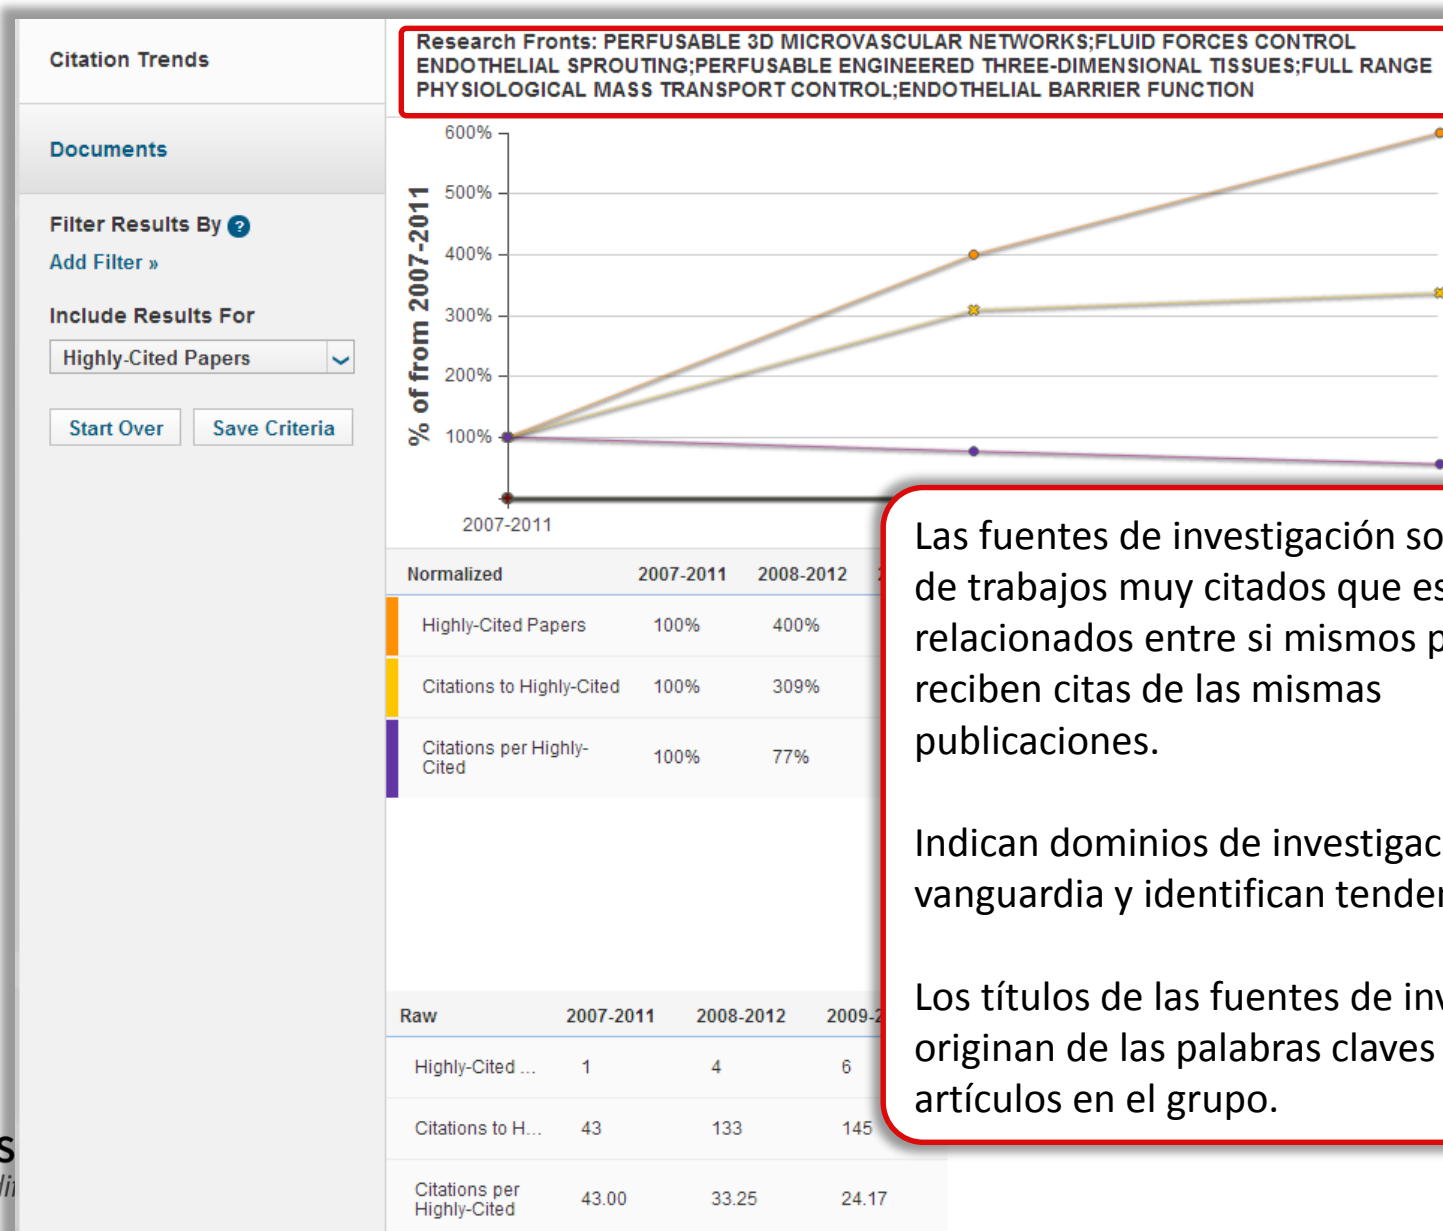 Citation Trends
Documents
Filter Results By ?
Add Filter »
Include Results For
Highly-Cited Papers
Start Over Save Criteria
Research Fronts: PERFUSABLE 3D MICROVASCULAR NETWORKS;FLUID FORCES CONTROL
ENDOTHELIAL SPROUTING;PERFUSABLE ENGINEERED THREE-DIMENSIONAL TISSUES;FULL RANGE
PHYSIOLOGICAL MASS TRANSPORT CONTROL;ENDOTHELIAL BARRIER FUNCTION
% of from 2007-2011
600%
500%
400%
300%
200%
100%
2007-2011
Normalized 2007-2011 2008-2012
Highly-Cited Papers 100% 400%
Citations to Highly-Cited 100% 309%
Citations per Highly-
Cited 100% 77%
Raw 2007-2011 2008-2012 2009-2
Highly-Cited ... 1 4 6
Citations to H... 43 133 145
Citations per
Highly-Cited 43.00 33.25 24.17
Las fuentes de investigación so
de trabajos muy citados que es
relacionados entre si mismos p
reciben citas de las mismas
publicaciones.
Indican dominios de investigac
vanguardia y identifican tender
Los títulos de las fuentes de inv
originan de las palabras claves
artículos en el grupo.